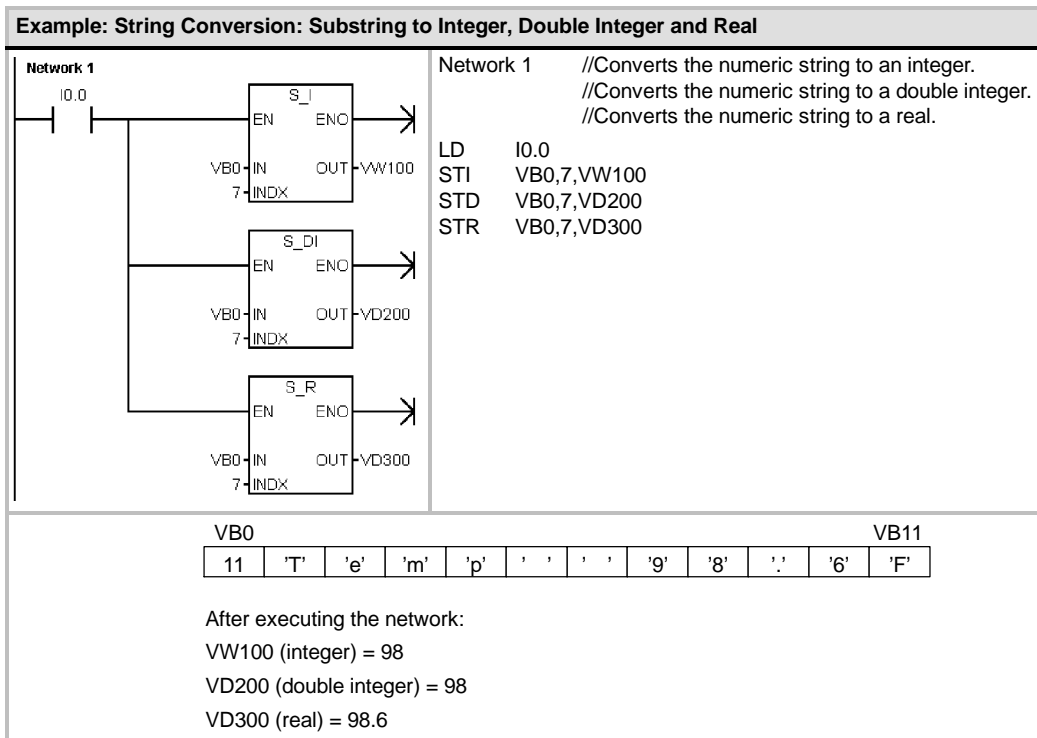 Example: String Conversion: Substring to Integer, Double Integer and Real
Network 1
I0.0
S_I
EN ENO
VB0 IN OUT VW100
7 INDX
S_DI
EN ENO
VB0 IN OUT VD200
7 INDX
S_R
EN ENO
VB0 IN OUT VD300
7 INDX
Network 1 //Converts the numeric string to an integer.
//Converts the numeric string to a double integer.
//Converts the numeric string to a real.
LD I0.0
STI VB0,7,VW100
STD VB0,7,VD200
STR VB0,7,VD300
VB0 VB11
11 ’T’ ’e’ ’m’ ’p’ ’ ’ ’ ’ ’9’ ’8’ ’.’ ’6’ ’F’
After executing the network:
VW100 (integer) = 98
VD200 (double integer) = 98
VD300 (real) = 98.6